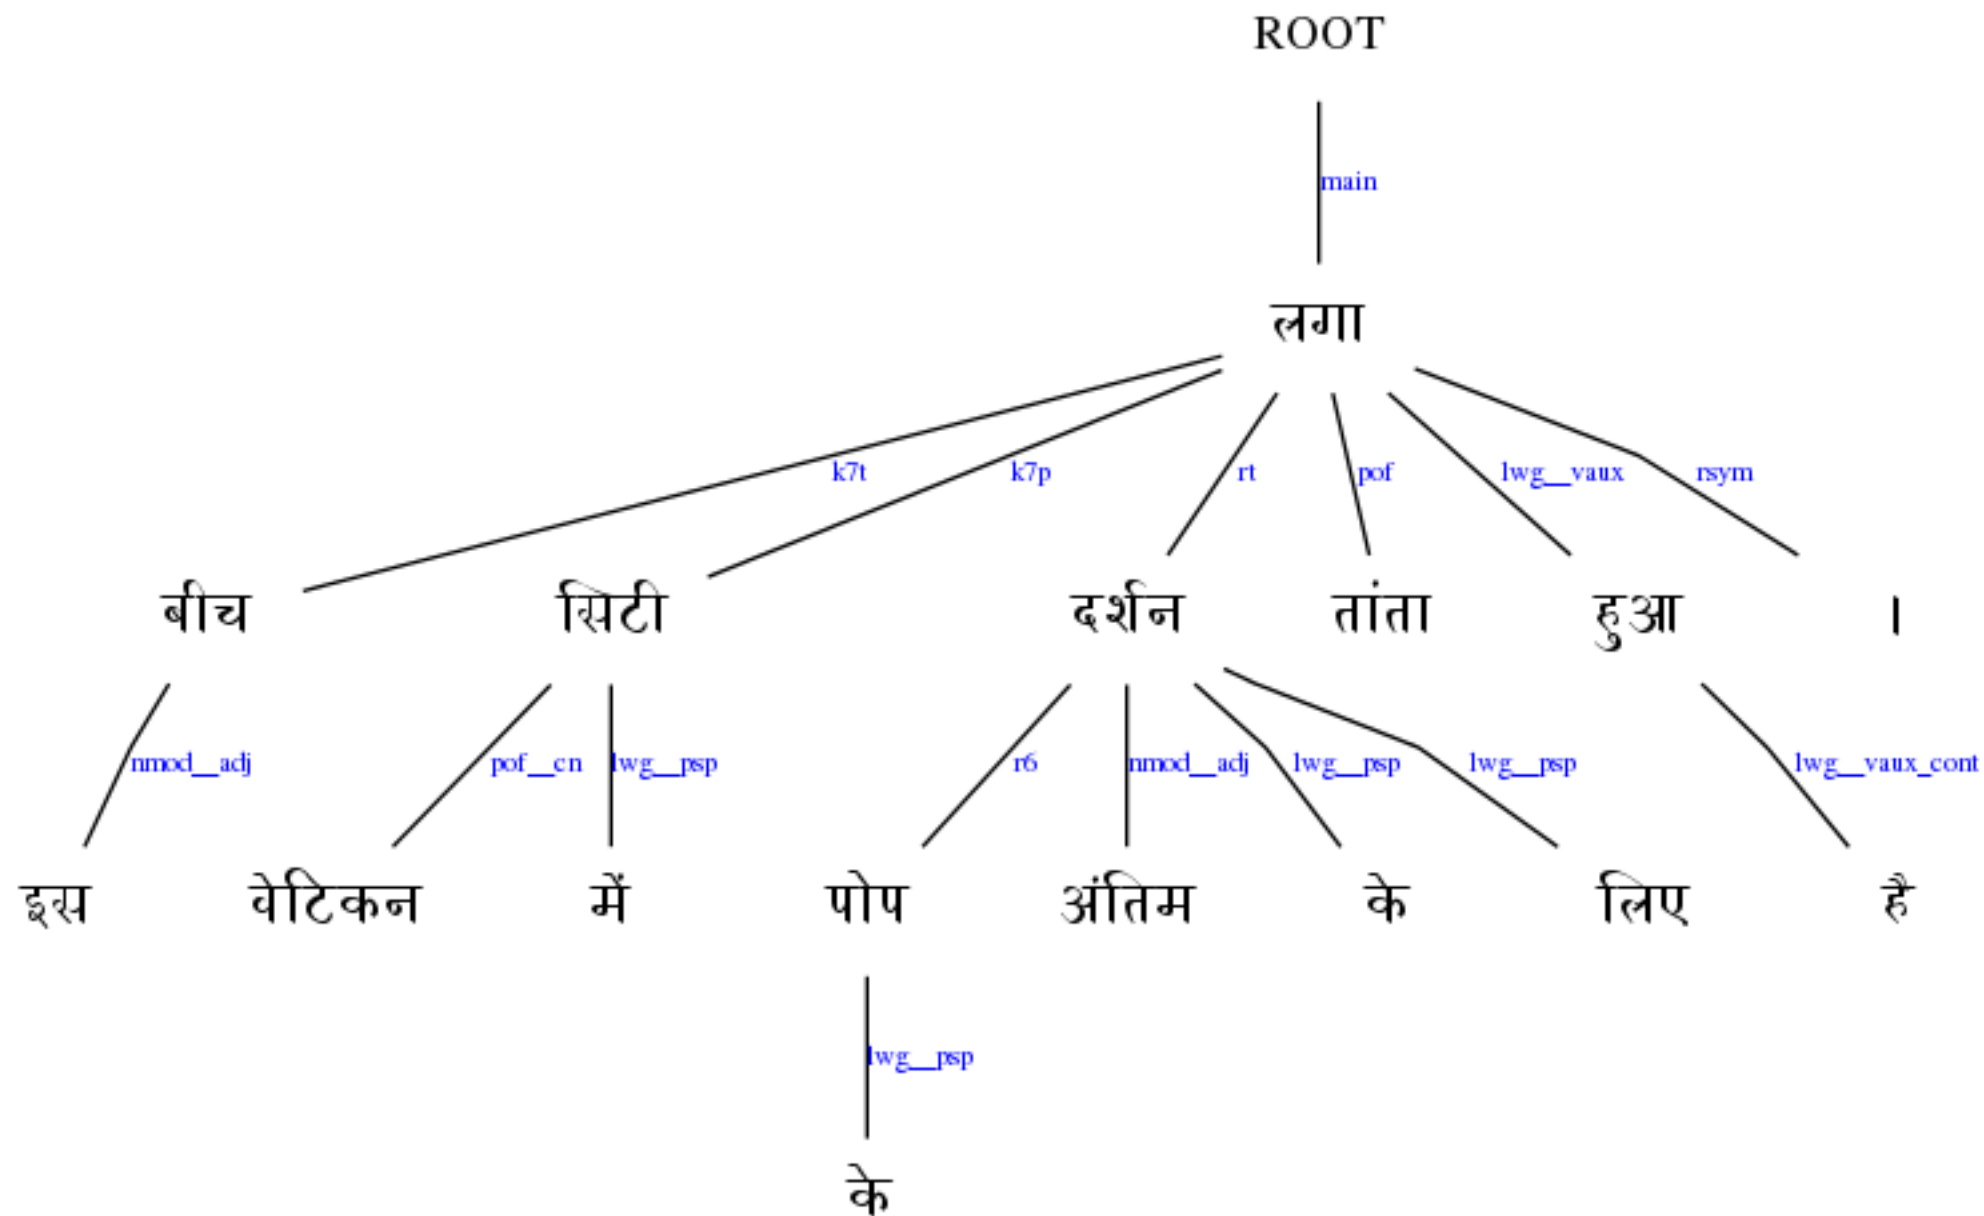 ROOT
main
लगा
k7t k7p rt pof lwg__vaux rsym
बीच सिटी दर्शन तांता हुआ ।
nmod__adj pof__cn lwg__psp r6 nmod__adj lwg__psp lwg__psp lwg__vaux_cont
इस वेटिकन में पोप अंतिम के लिए है
lwg__psp
के